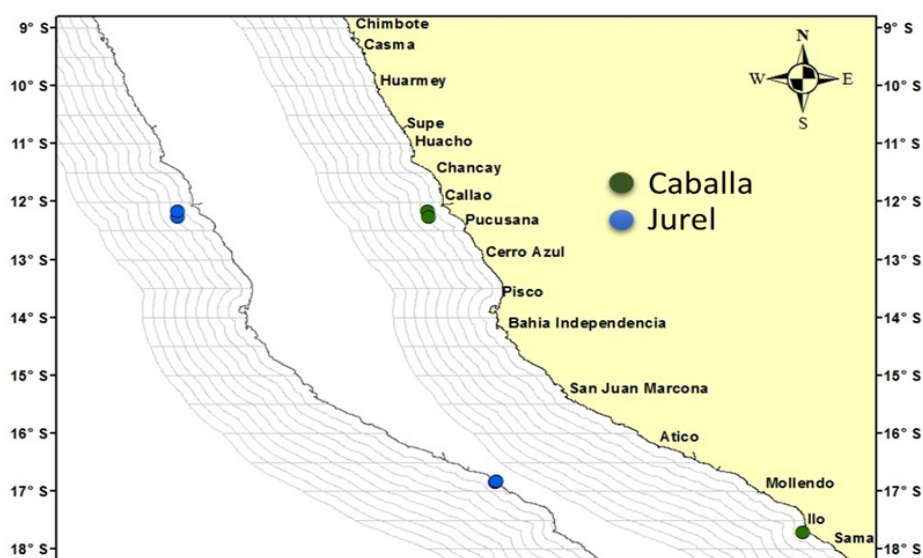 9° S
10° S
11° S
12° S
13° S
14° S
15° S
16° S
17° S
18° S
Chimbote
Casma
Huarmey
Supe
Huacho
Chancay
Callao
Pucusana
Cerro Azul
Pisco
Bahia Independencia
San Juan Marcona
Atico
Mollendo
Ilo
Sama
N
W
E
S
Caballa
Jurel
9° S
10° S
11° S
12° S
13° S
14° S
15° S
16° S
17° S
18° S